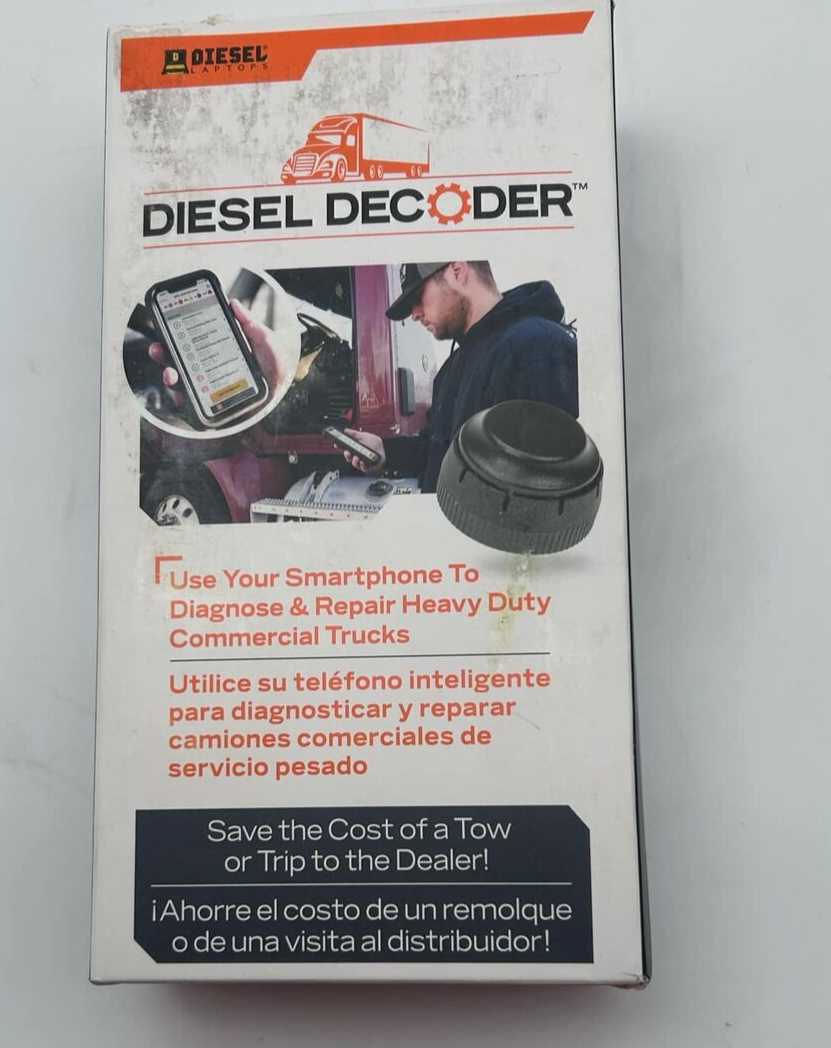 DIESEL
LAPTOPS
DIESEL DECODER™
Use Your Smartphone To
Diagnose & Repair Heavy Duty
Commercial Trucks
Utilice su teléfono inteligente
para diagnosticar y reparar
camiones comerciales de
servicio pesado
Save the Cost of a Tow
or Trip to the Dealer!
¡Ahorre el costo de un remolque
o de una visita al distribuidor!